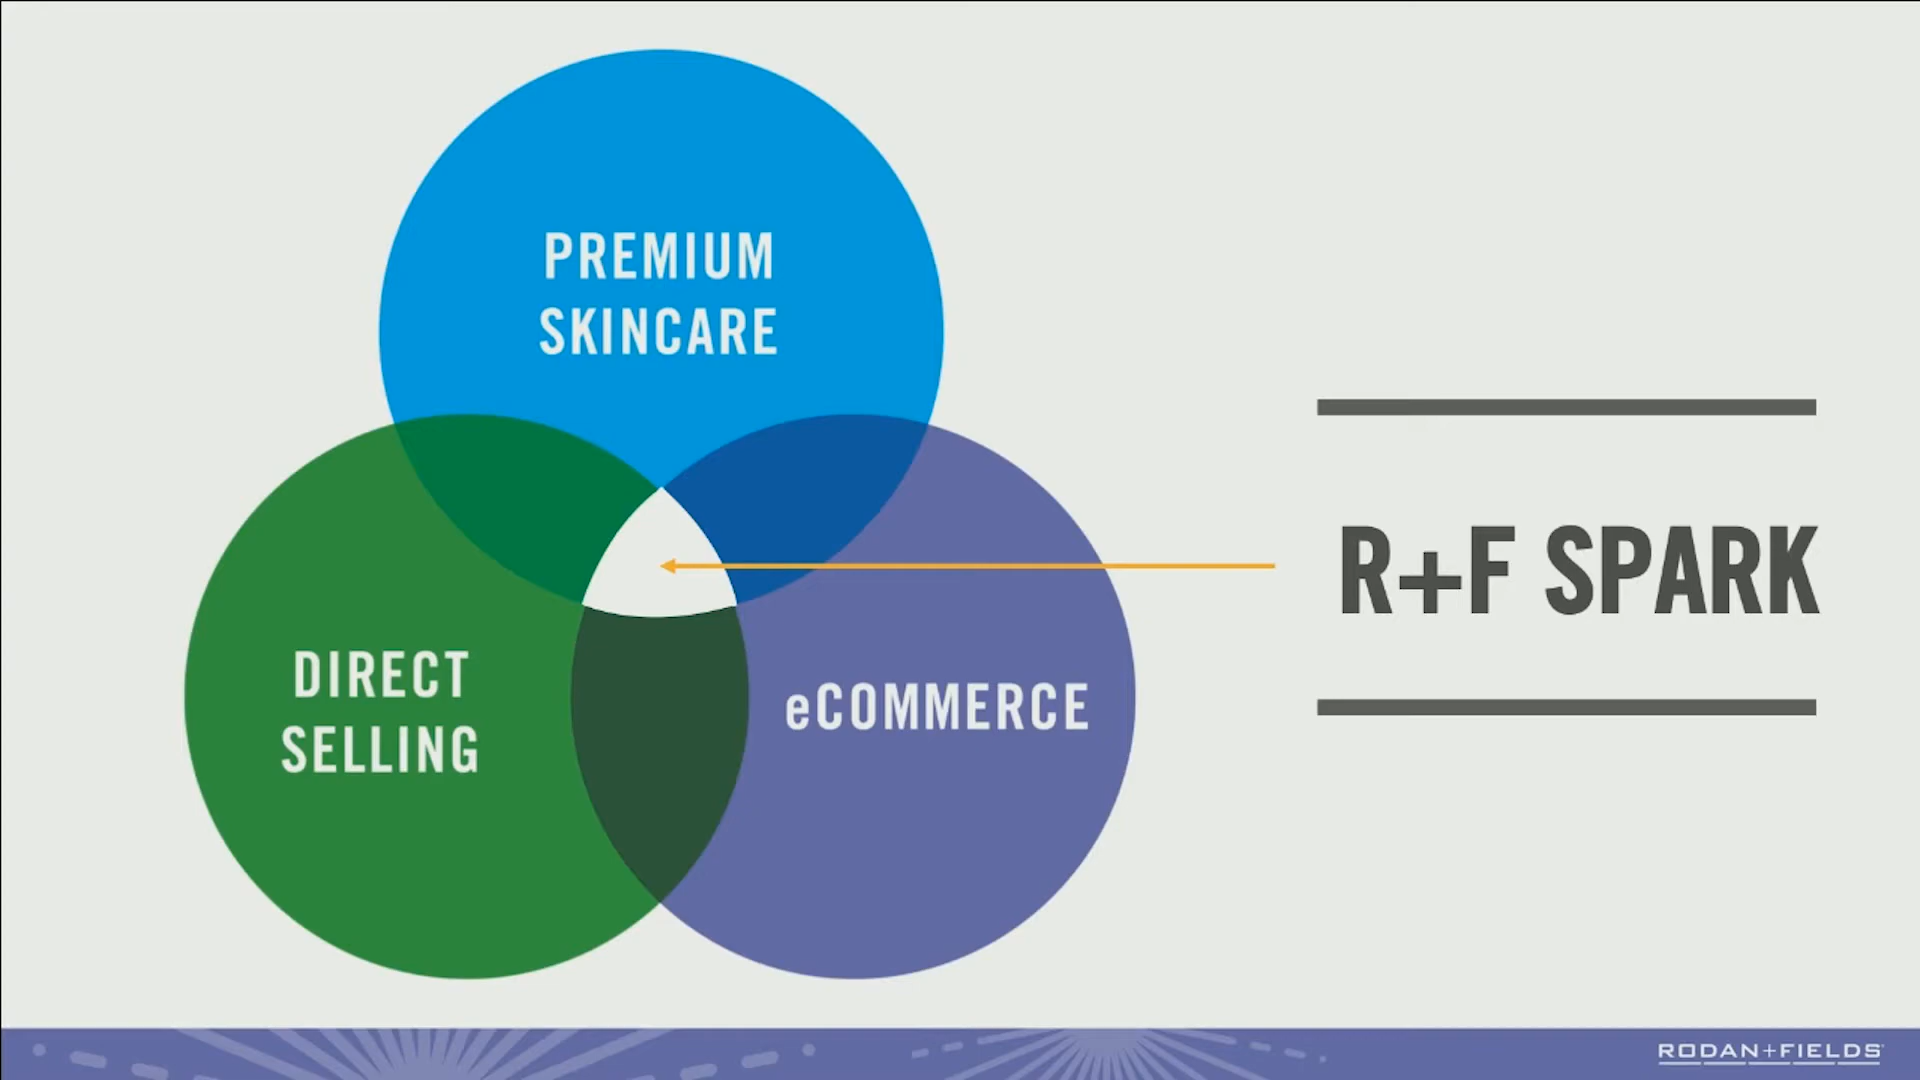 PREMIUM
SKINCARE
DIRECT
SELLING
eCOMMERCE
R+F SPARK
RODAN+FIELDS